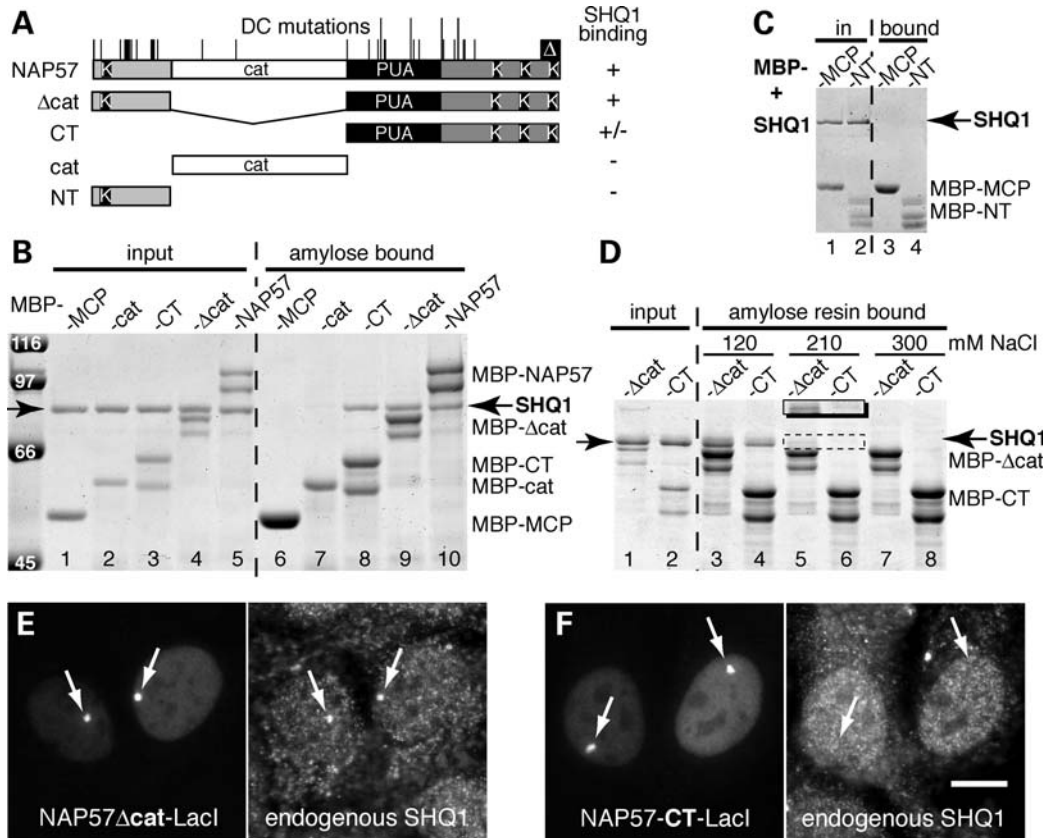 A
DC mutations
SHQ1
binding
Δ
NAP57 K cat PUA K K K +
Δcat K PUA K K K +
CT PUA K K K +/-
cat cat -
NT K -
B
input
amylose bound
MBP- -MCP -cat -CT -Δcat -NAP57 -MCP -cat -CT -Δcat -NAP57
116
97
66
45
MBP-NAP57
SHQ1
MBP-Δcat
MBP-CT
MBP-cat
MBP-MCP
1 2 3 4 5 6 7 8 9 10
C
in bound
MBP- -MCP -NT -MCP -NT
+
SHQ1
SHQ1
MBP-MCP
MBP-NT
1 2 3 4
D
input
amylose resin bound
120 210 300 mM NaCl
-Δcat -CT -Δcat -CT -Δcat -CT -Δcat -CT
SHQ1
MBP-Δcat
MBP-CT
1 2 3 4 5 6 7 8
E
NAP57Δcat-LacI
endogenous SHQ1
F
NAP57-CT-LacI
endogenous SHQ1